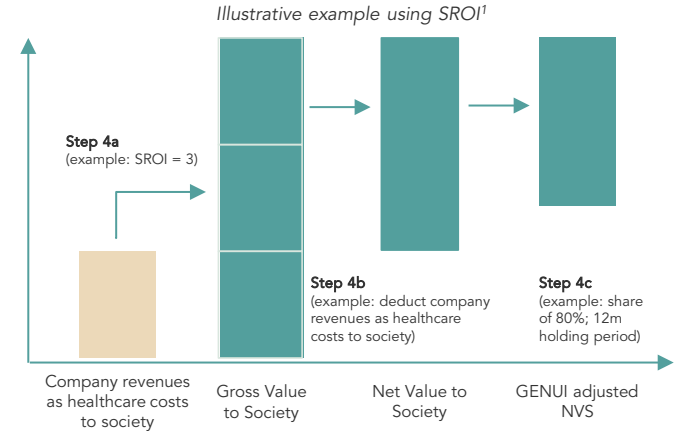 Illustrative example using SROI¹
Step 4a
(example: SROI = 3)
Step 4b
(example: deduct company
revenues as healthcare
costs to society)
Step 4c
(example: share
of 80%; 12m
holding period)
Company revenues
as healthcare costs
to society
Gross Value
to Society
Net Value to
Society
GENUI adjusted
NVS